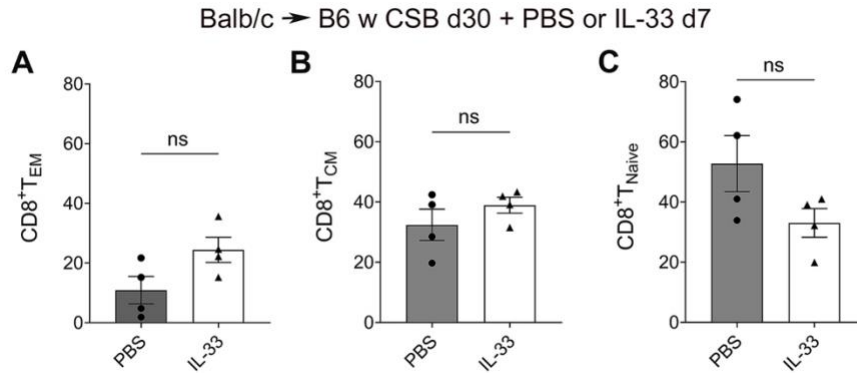 Balb/c → B6 w CSB d30 + PBS or IL-33 d7
A
ns
CD8⁺T_EM
80
60
40
20
0
PBS
IL-33
B
ns
CD8⁺T_CM
80
60
40
20
0
PBS
IL-33
C
ns
CD8⁺T_Naive
80
60
40
20
0
PBS
IL-33